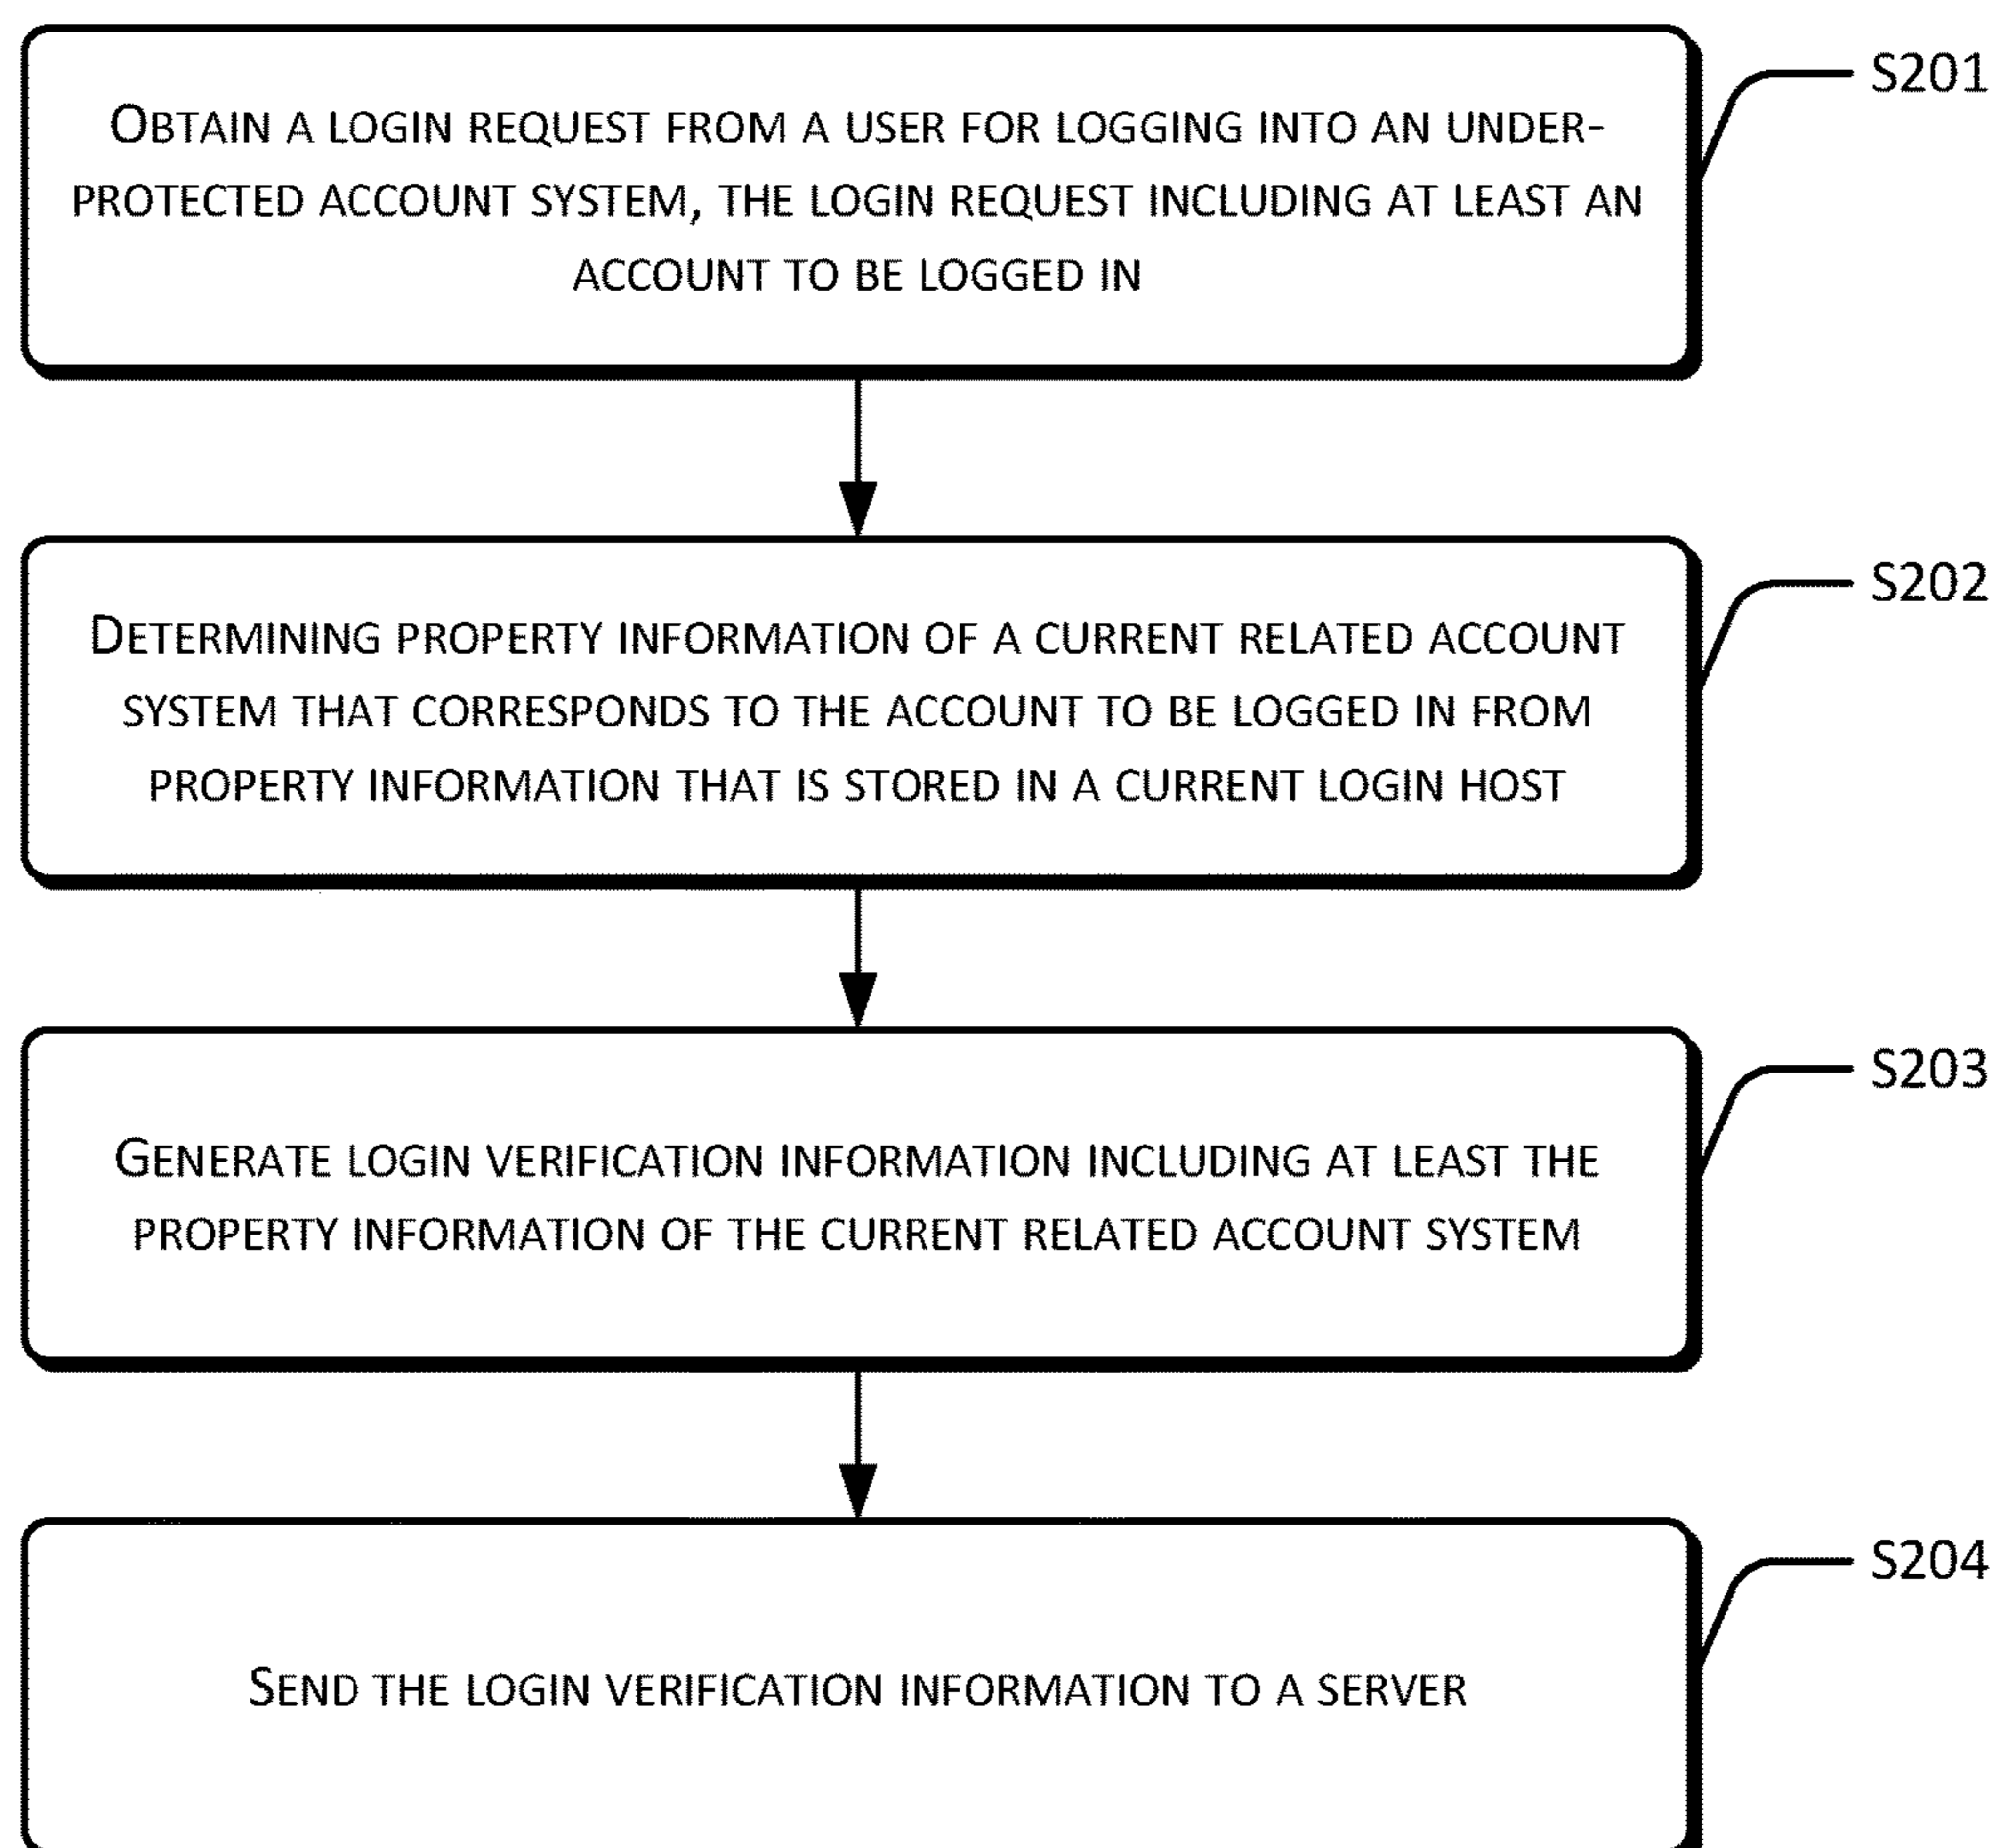 OBTAIN A LOGIN REQUEST FROM A USER FOR LOGGING INTO AN UNDER-
PROTECTED ACCOUNT SYSTEM, THE LOGIN REQUEST INCLUDING AT LEAST AN
ACCOUNT TO BE LOGGED IN
S201
DETERMINING PROPERTY INFORMATION OF A CURRENT RELATED ACCOUNT
SYSTEM THAT CORRESPONDS TO THE ACCOUNT TO BE LOGGED IN FROM
PROPERTY INFORMATION THAT IS STORED IN A CURRENT LOGIN HOST
S202
GENERATE LOGIN VERIFICATION INFORMATION INCLUDING AT LEAST THE
PROPERTY INFORMATION OF THE CURRENT RELATED ACCOUNT SYSTEM
S203
SEND THE LOGIN VERIFICATION INFORMATION TO A SERVER
S204